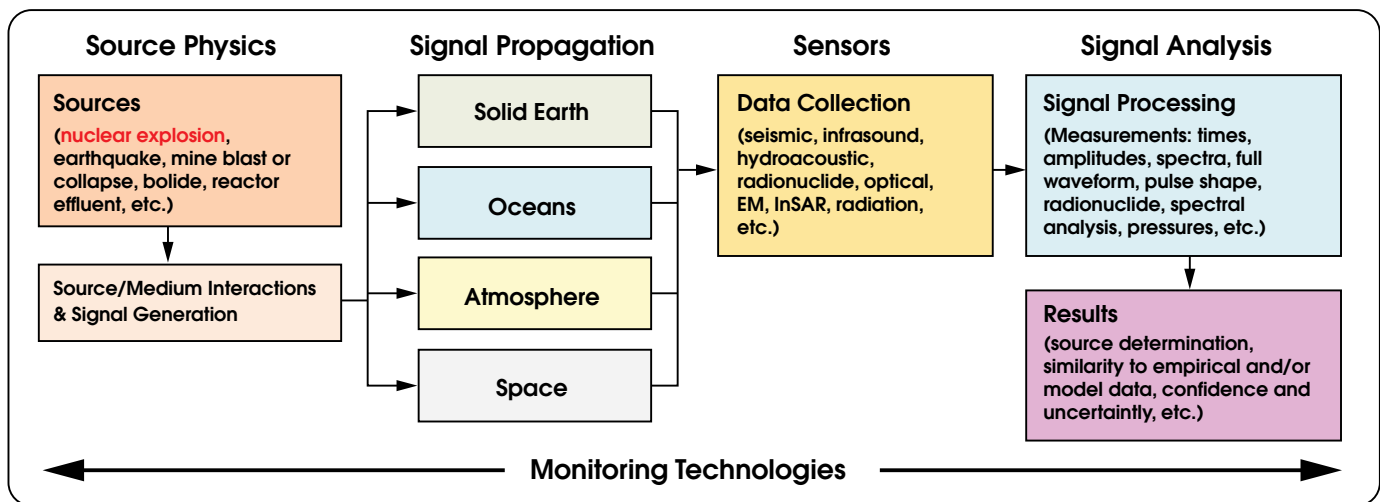 Source Physics
Sources
(nuclear explosion,
earthquake, mine blast or
collapse, bolide, reactor
effluent, etc.)
Source/Medium Interactions
& Signal Generation
Signal Propagation
Solid Earth
Oceans
Atmosphere
Space
Sensors
Data Collection
(seismic, infrasound,
hydroacoustic,
radionuclide, optical,
EM, InSAR, radiation,
etc.)
Signal Analysis
Signal Processing
(Measurements: times,
amplitudes, spectra, full
waveform, pulse shape,
radionuclide, spectral
analysis, pressures, etc.)
Results
(source determination,
similarity to empirical and/or
model data, confidence and
uncertaintly, etc.)
Monitoring Technologies